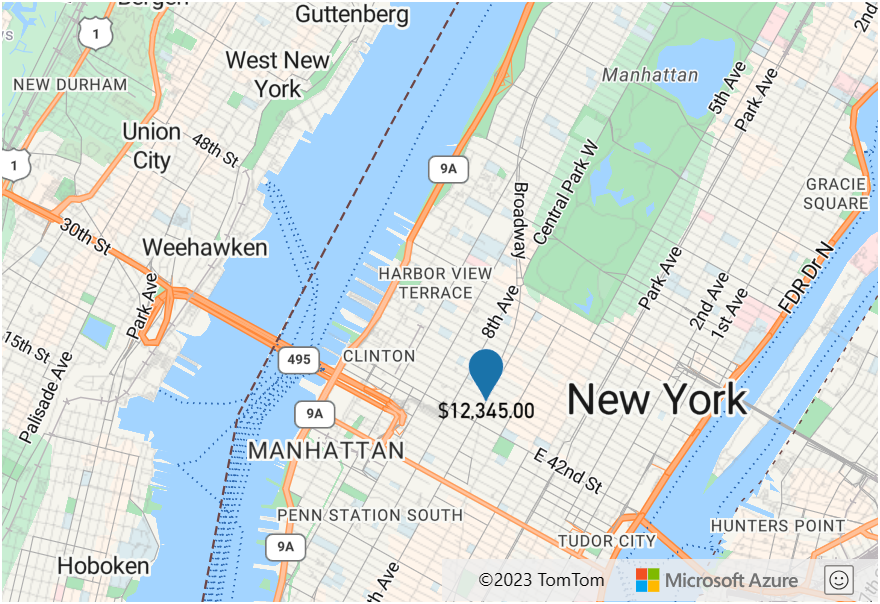 Bergen
Guttenberg
2nd Ave
1
West New
York
Manhattan
5th Ave
Park Ave
NEW DURHAM
Union
City
48th St
9A
1
GRACIE
SQUARE
Central Park W
Broadway
30th St
Weehawken
HARBOR VIEW
TERRACE
Park Ave
FDR Dr N
2nd Ave
1st Ave
Park Ave
8th Ave
15th St
Palisade Ave
495
CLINTON
$12,345.00
New York
9A
MANHATTAN
E 42nd St
PENN STATION SOUTH
HUNTERS POINT
TUDOR CITY
9A
Hoboken
©2023 TomTom
Microsoft Azure